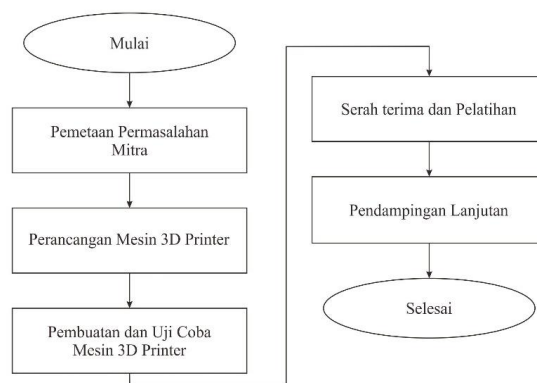 Mulai
Pemetaan Permasalahan
Mitra
Perancangan Mesin 3D Printer
Pembuatan dan Uji Coba
Mesin 3D Printer
Serah terima dan Pelatihan
Pendampingan Lanjutan
Selesai